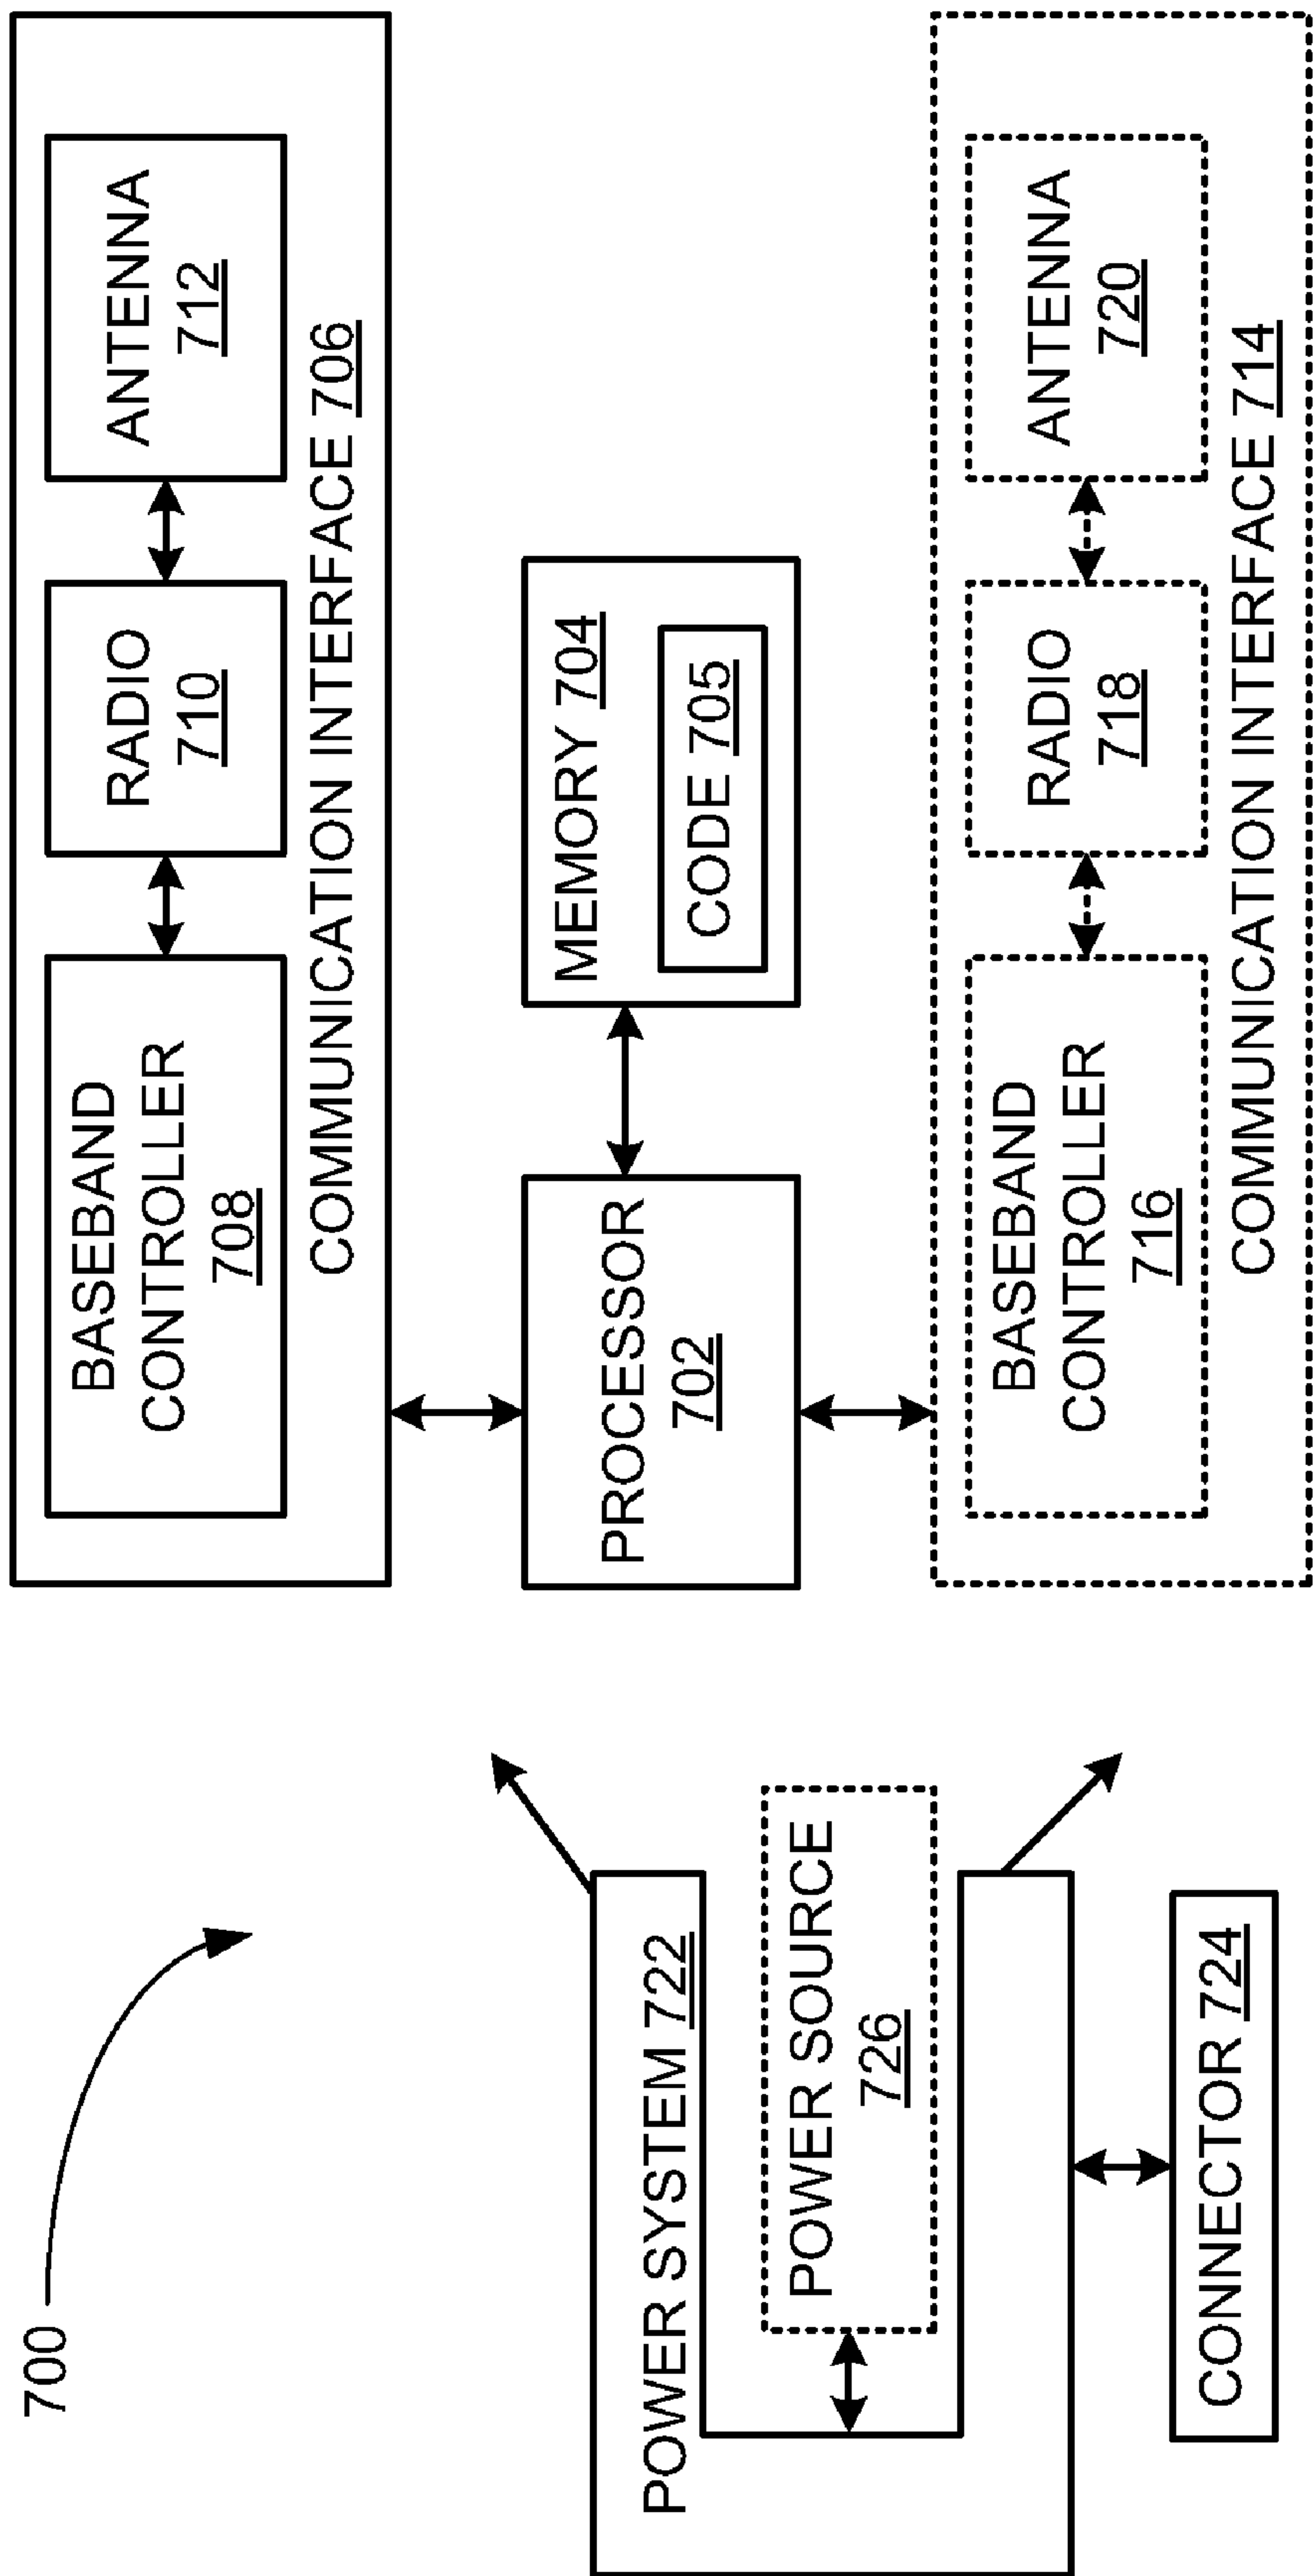 700
POWER SYSTEM 722
POWER SOURCE
726
CONNECTOR 724
BASEBAND
CONTROLLER
708
RADIO
710
ANTENNA
712
COMMUNICATION INTERFACE 706
PROCESSOR
702
MEMORY 704
CODE 705
BASEBAND
CONTROLLER
716
RADIO
718
ANTENNA
720
COMMUNICATION INTERFACE 714